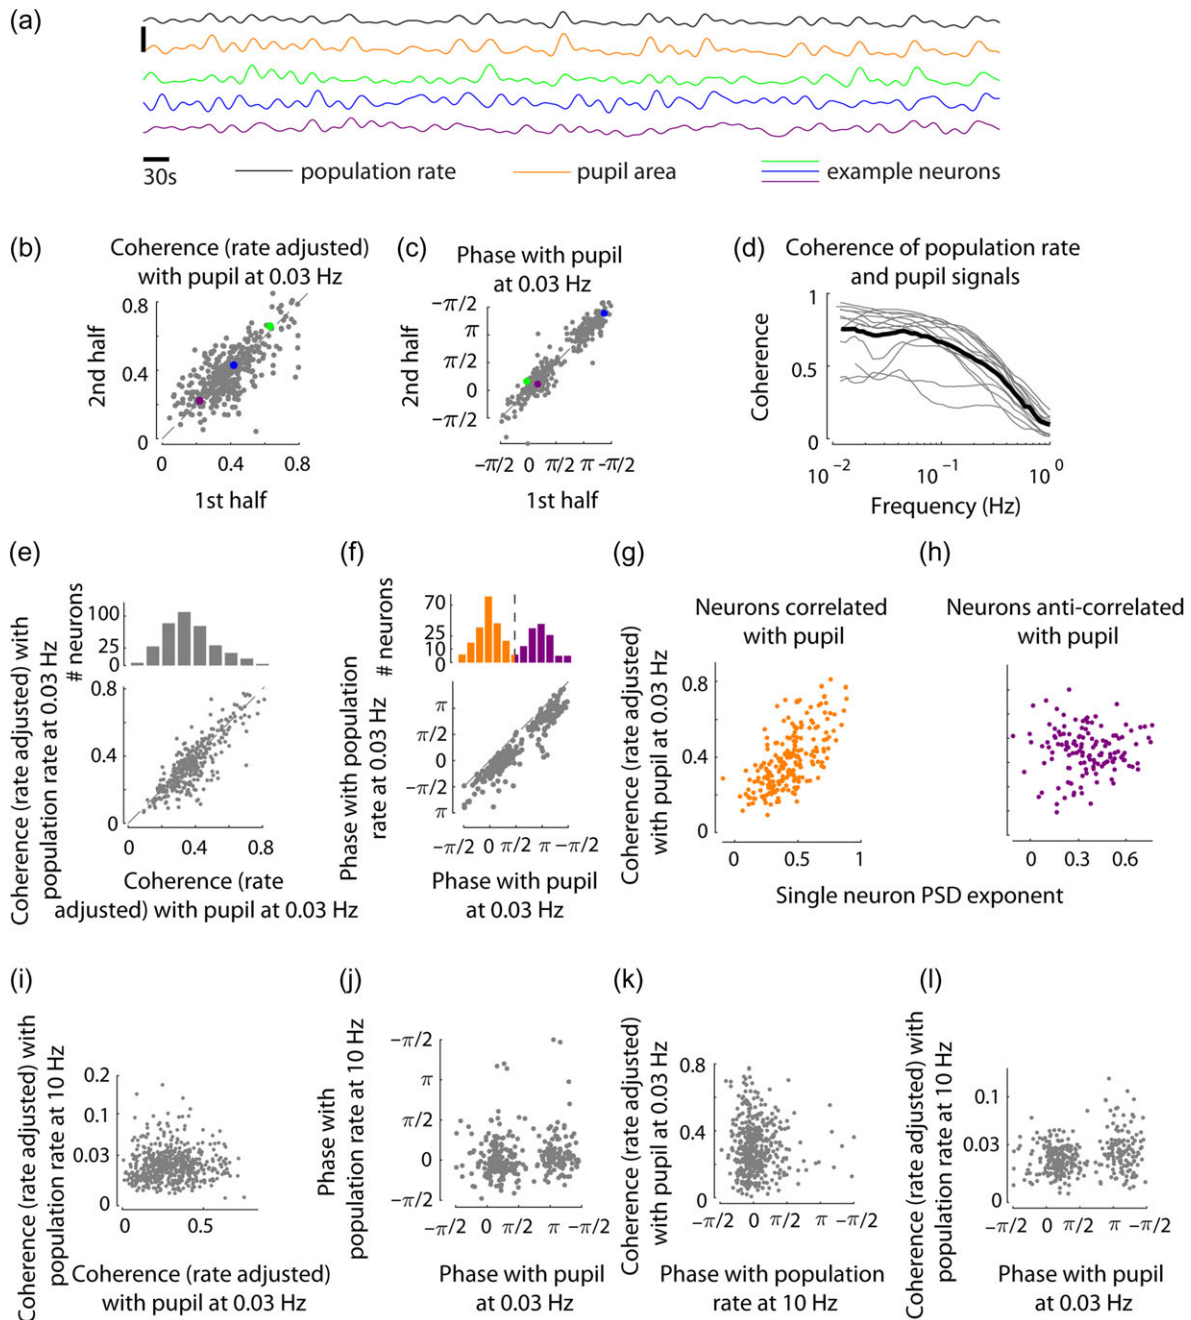 (a)
30s
population rate
pupil area
example neurons
(b)
Coherence (rate adjusted)
with pupil at 0.03 Hz
2nd half
0.8
0.4
0
0 0.4 0.8
1st half
(c)
Phase with pupil
at 0.03 Hz
2nd half
−π/2
π
π/2
0
−π/2
−π/2 0 π/2 π −π/2
1st half
(d)
Coherence of population rate
and pupil signals
Coherence
1
0.5
0
10⁻² 10⁻¹ 10⁰
Frequency (Hz)
(e)
Coherence (rate adjusted) with
population rate at 0.03 Hz
# neurons
100
25
0
0.8
0.4
0
0 0.4 0.8
Coherence (rate
adjusted) with pupil at 0.03 Hz
(f)
Phase with population
rate at 0.03 Hz
# neurons
70
25
10
0
π
π/2
0
−π/2
π
−π/2 0 π/2 π −π/2
Phase with pupil
at 0.03 Hz
(g)
Neurons correlated
with pupil
Coherence (rate adjusted)
with pupil at 0.03 Hz
0.8
0.4
0
0 0.5 1
(h)
Neurons anti-correlated
with pupil
0 0.3 0.6
Single neuron PSD exponent
(i)
Coherence (rate adjusted) with
population rate at 10 Hz
0.2
0.1
0.03
0
0 0.5
Coherence (rate adjusted)
with pupil at 0.03 Hz
(j)
Phase with
population rate at 10 Hz
−π/2
π
π/2
0
−π/2
−π/2 0 π/2 π −π/2
Phase with pupil
at 0.03 Hz
(k)
Coherence (rate adjusted)
with pupil at 0.03 Hz
0.8
0.4
0
−π/2 0 π/2 π −π/2
Phase with population
rate at 10 Hz
(l)
Coherence (rate adjusted) with
population rate at 10 Hz
0.1
0.03
0
−π/2 0 π/2 π −π/2
Phase with pupil
at 0.03 Hz